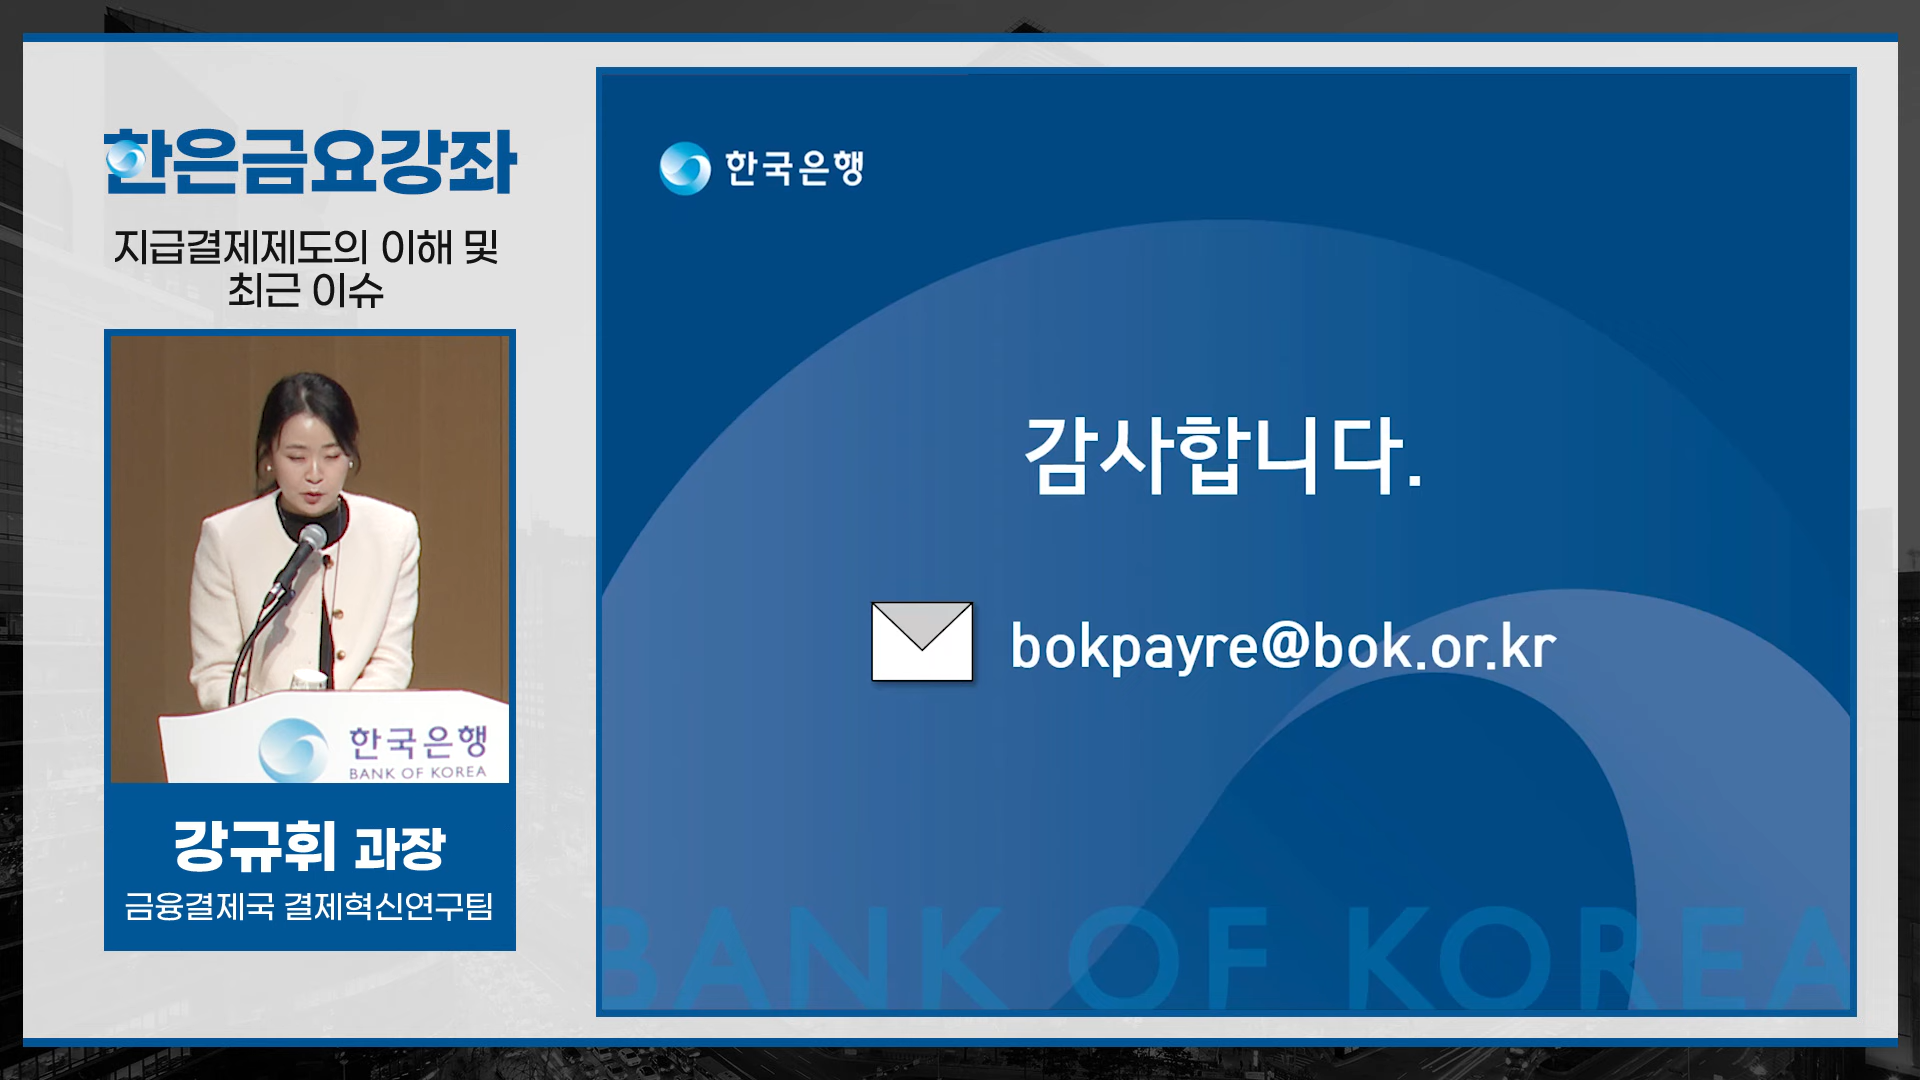 한은금요강좌
지급결제제도의 이해 및
최근 이슈
한국은행
BANK OF KOREA
강규휘 과장
금융결제국 결제혁신연구팀
한국은행
감사합니다.
bokpayre@bok.or.kr
BANK OF KOREA